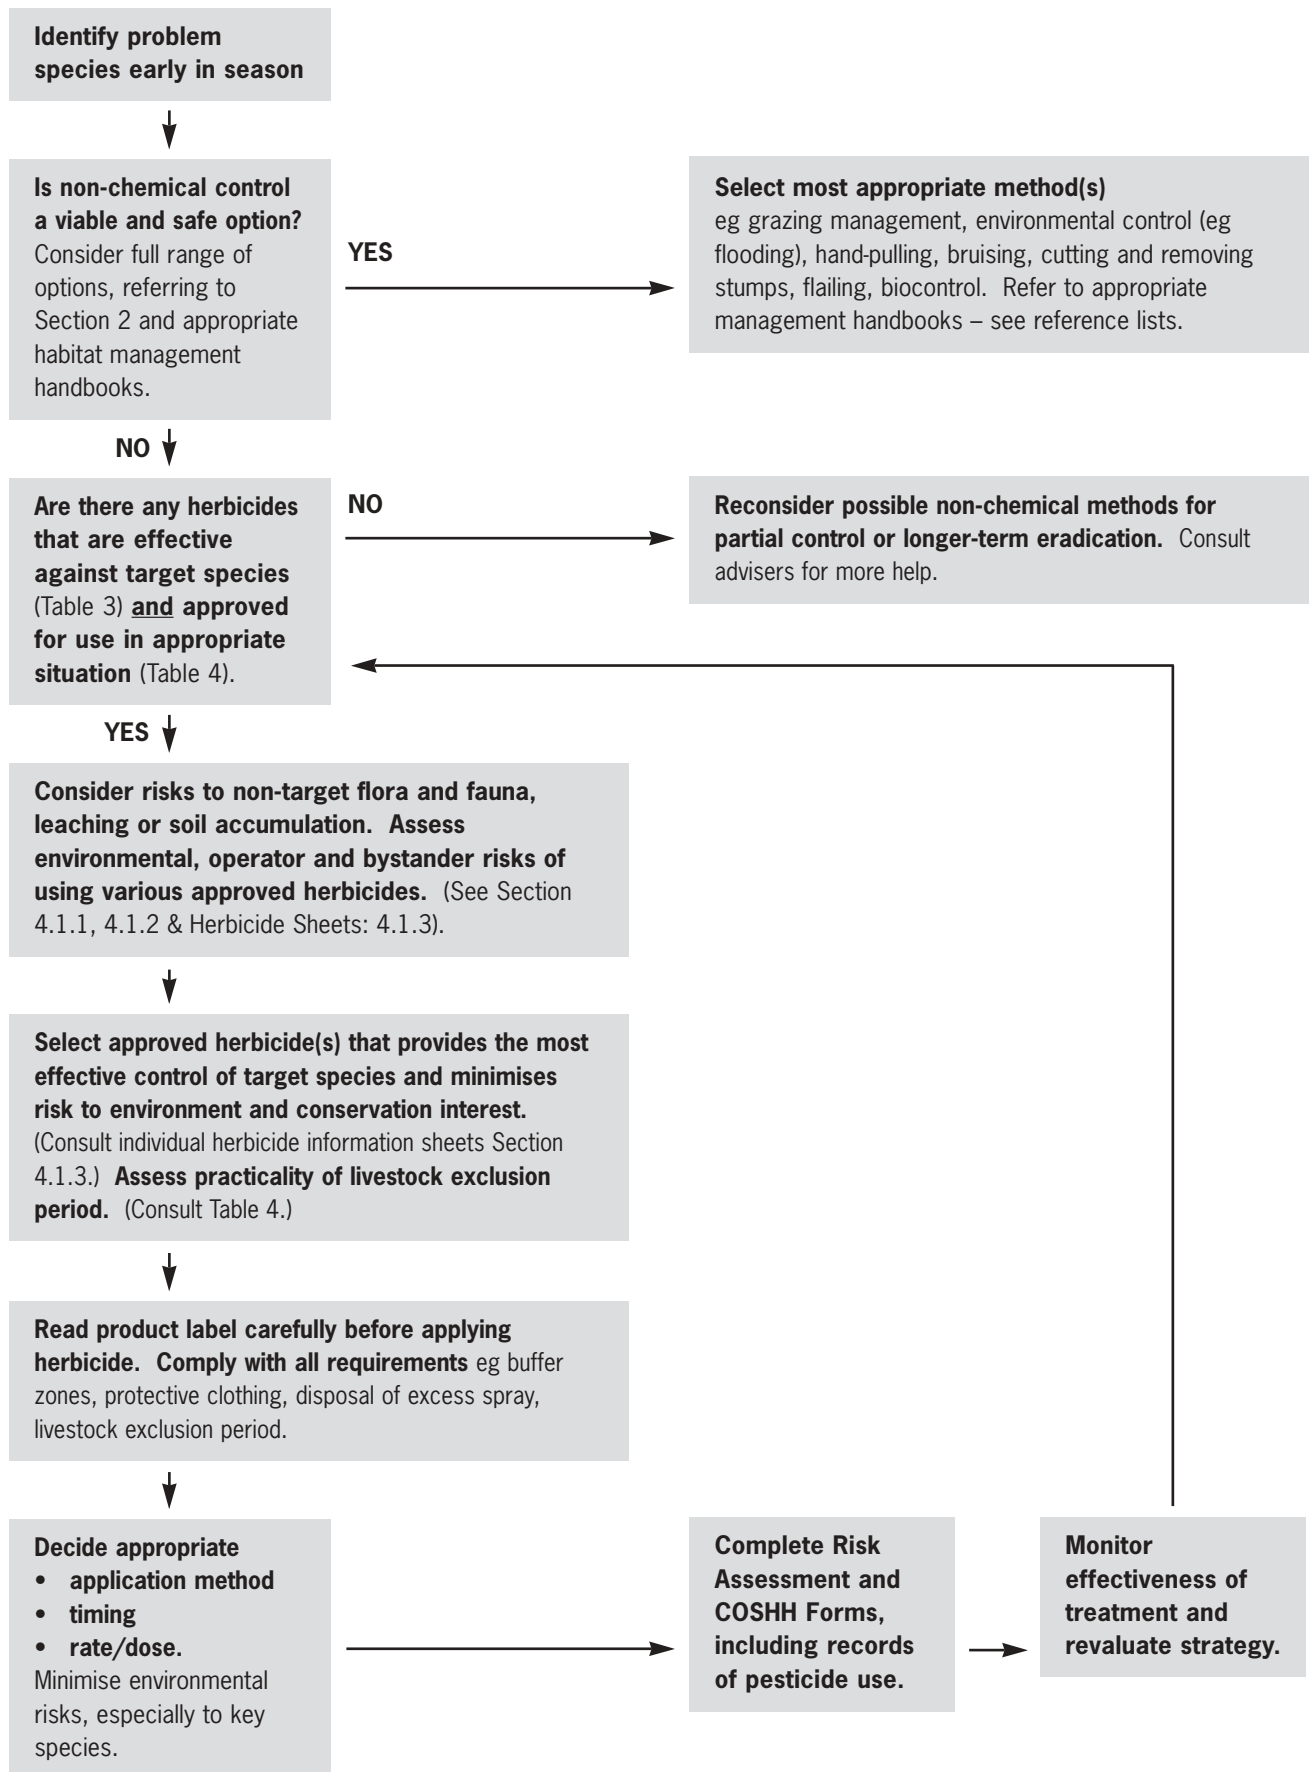 Identify problem
species early in season
Is non-chemical control
a viable and safe option?
Consider full range of
options, referring to
Section 2 and appropriate
habitat management
handbooks.
YES
Select most appropriate method(s)
eg grazing management, environmental control (eg
flooding), hand-pulling, bruising, cutting and removing
stumps, flailing, biocontrol. Refer to appropriate
management handbooks – see reference lists.
NO
Are there any herbicides
that are effective
against target species
(Table 3) and approved
for use in appropriate
situation (Table 4).
NO
Reconsider possible non-chemical methods for
partial control or longer-term eradication. Consult
advisers for more help.
YES
Consider risks to non-target flora and fauna,
leaching or soil accumulation. Assess
environmental, operator and bystander risks of
using various approved herbicides. (See Section
4.1.1, 4.1.2 & Herbicide Sheets: 4.1.3).
Select approved herbicide(s) that provides the most
effective control of target species and minimises
risk to environment and conservation interest.
(Consult individual herbicide information sheets Section
4.1.3.) Assess practicality of livestock exclusion
period. (Consult Table 4.)
Read product label carefully before applying
herbicide. Comply with all requirements eg buffer
zones, protective clothing, disposal of excess spray,
livestock exclusion period.
Decide appropriate
• application method
• timing
• rate/dose.
Minimise environmental
risks, especially to key
species.
Complete Risk
Assessment and
COSHH Forms,
including records
of pesticide use.
Monitor
effectiveness of
treatment and
revaluate strategy.